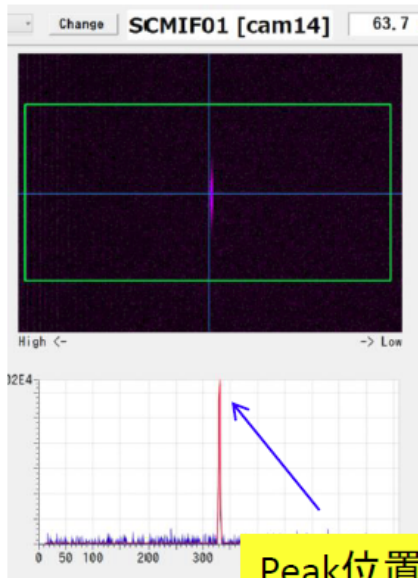 Change SCMIF01 [cam14] 63.7
High <- -> Low
02E4
0 50 100 200 300
Peak位置